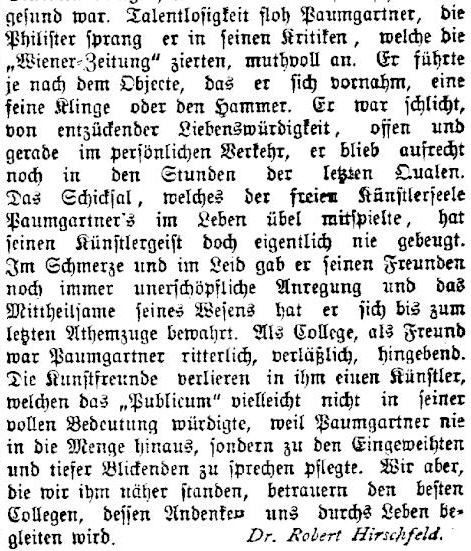 gesund war. Talentlosigkeit floh Paumgartner, die
Philister sprang er in seinen Kritiken, welche die
„Wiener-Zeitung“ zierten, muthvoll an. Er führte
je nach dem Objecte, das er sich vornahm, eine
feine Klinge oder den Hammer. Er war schlicht,
von entzückender Liebenswürdigkeit, offen und
gerade im persönlichen Verkehr, er blieb aufrecht
noch in den Stunden der letzten Qualen.
Das Schicksal, welches der freien Künstlerseele
Paumgartner's im Leben übel mitspielte, hat
seinen Künstlergeist doch eigentlich nie gebeugt.
Im Schmerze und im Leid gab er seinen Freunden
noch immer unerschöpfliche Anregung und das
Mittheilsame seines Wesens hat er sich bis zum
letzten Athemzuge bewahrt. Als College, als Freund
war Paumgartner ritterlich, verläßlich, hingebend.
Die Kunstfreunde verlieren in ihm einen Künstler,
welchen das „Publicum“ vielleicht nicht in seiner
vollen Bedeutung würdigte, weil Paumgartner nie
in die Menge hinaus, sondern zu den Eingeweihten
und tiefer Blickenden zu sprechen pflegte. Wir aber,
die wir ihm näher standen, betrauern den besten
Collegen, dessen Andenken uns durchs Leben be-
gleiten wird. Dr. Robert Hirschfeld.